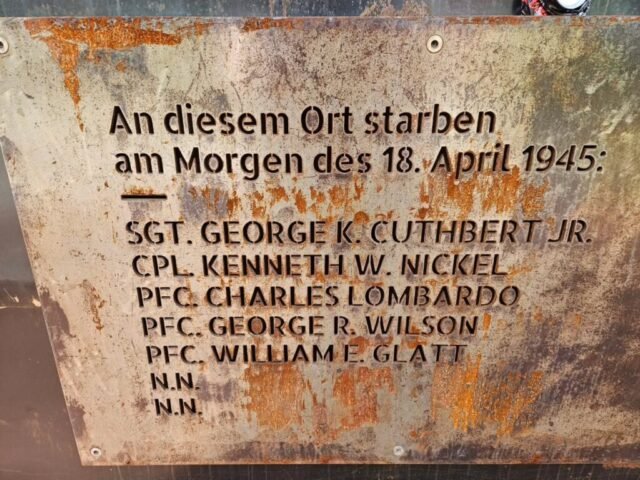 An diesem Ort starben
am Morgen des 18. April 1945:
SGT. GEORGE K. CUTHBERT JR.
CPL. KENNETH W. NICKEL
PFC. CHARLES LOMBARDO
PFC. GEORGE R. WILSON
PFC. WILLIAM E. GLATT
N.N.
N.N.